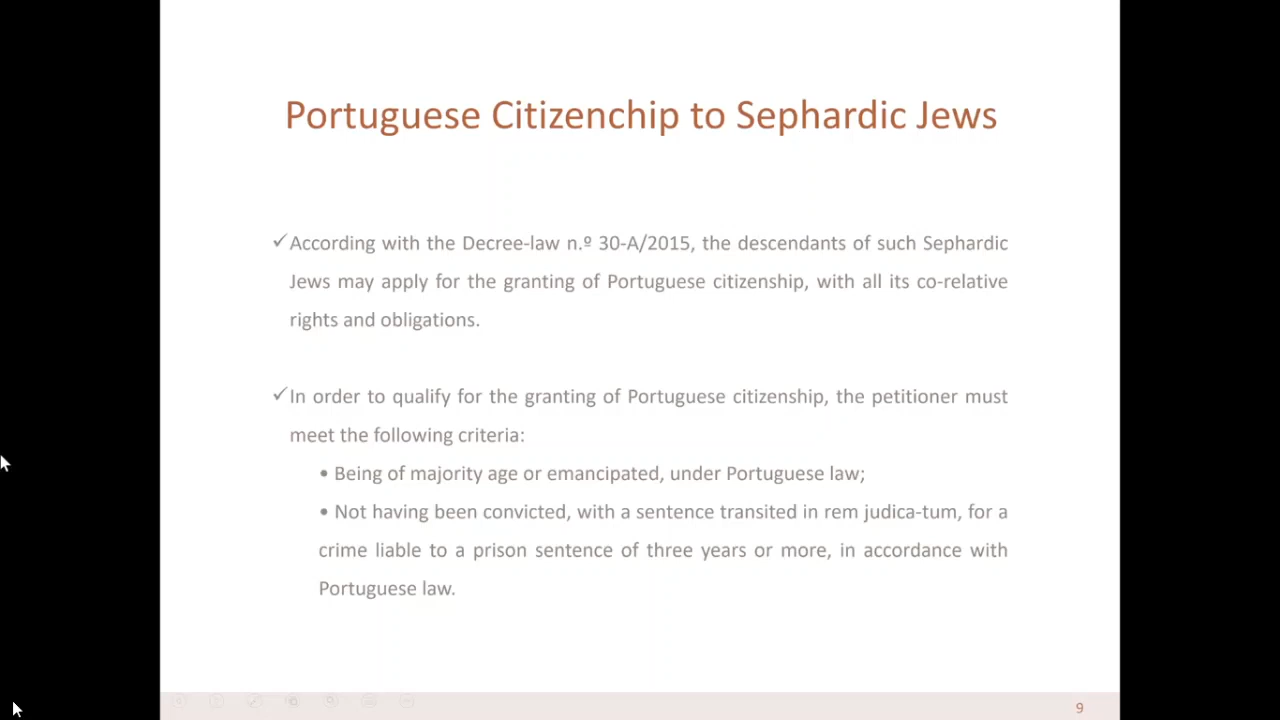 Portuguese Citizenchip to Sephardic Jews
✓According with the Decree-law n.º 30-A/2015, the descendants of such Sephardic
Jews may apply for the granting of Portuguese citizenship, with all its co-relative
rights and obligations.
✓In order to qualify for the granting of Portuguese citizenship, the petitioner must
meet the following criteria:
• Being of majority age or emancipated, under Portuguese law;
• Not having been convicted, with a sentence transited in rem judica-tum, for a
crime liable to a prison sentence of three years or more, in accordance with
Portuguese law.
9